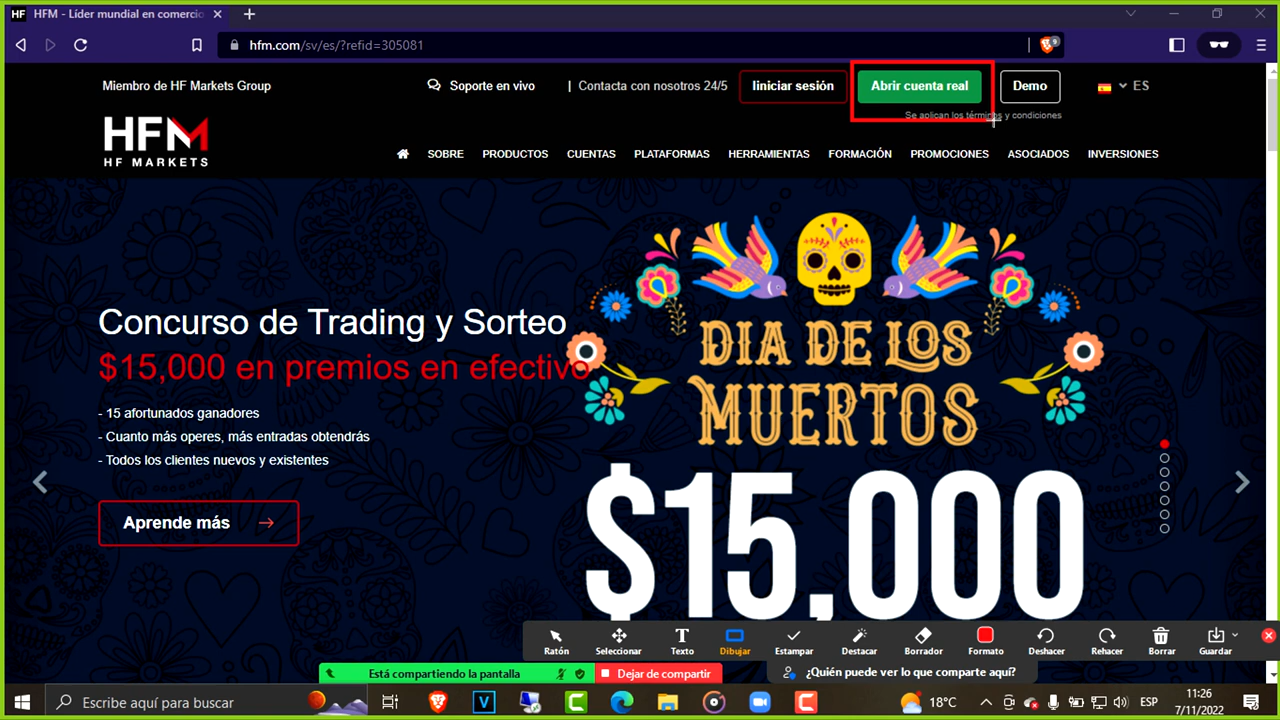 HF HFM - Líder mundial en comercio
hfm.com/sv/es/?refid=305081
9
Miembro de HF Markets Group
Soporte en vivo
| Contacta con nosotros 24/5
Iiniciar sesión
Abrir cuenta real
Demo
ES
Se aplican los términos y condiciones
HFM
HF MARKETS
SOBRE PRODUCTOS CUENTAS PLATAFORMAS HERRAMIENTAS FORMACIÓN PROMOCIONES ASOCIADOS INVERSIONES
Concurso de Trading y Sorteo
$15,000 en premios en efectivo
- 15 afortunados ganadores
- Cuanto más operes, más entradas obtendrás
- Todos los clientes nuevos y existentes
Aprende más
DIA DE LOS
MUERTOS
$15,000
Ratón Seleccionar Texto Dibujar Estampar Destacar Borrador Formato Deshacer Rehacer Borrar Guardar
Está compartiendo la pantalla
Dejar de compartir
¿Quién puede ver lo que comparte aquí?
Escribe aquí para buscar
18°C
ESP
11:26
7/11/2022